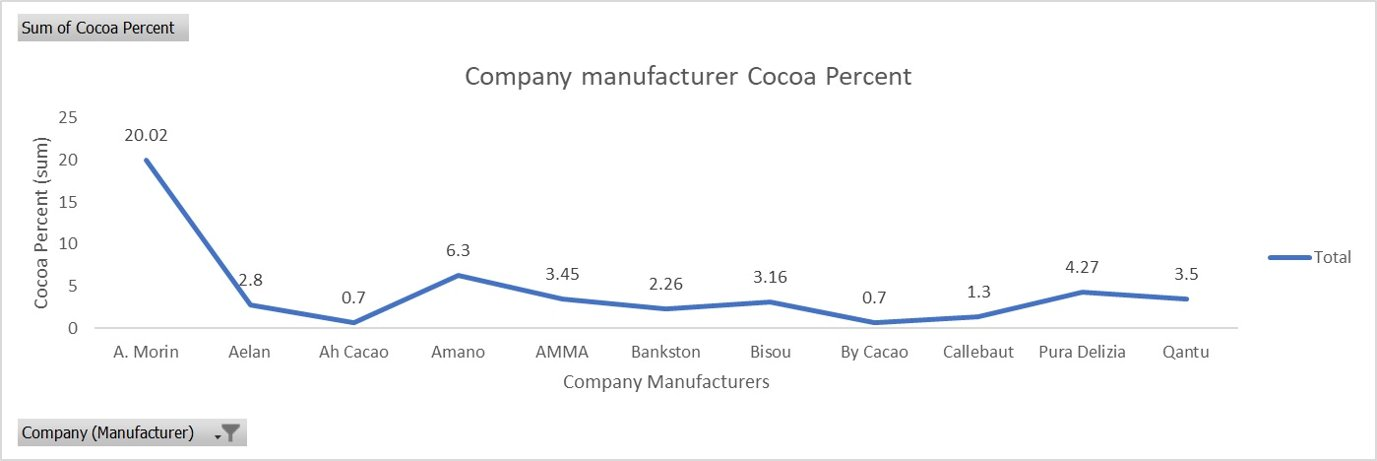 Sum of Cocoa Percent
Company manufacturer Cocoa Percent
Cocoa Percent (sum)
25
20
15
10
5
0
20.02
2.8
0.7
6.3
3.45
2.26
3.16
0.7
1.3
4.27
3.5
Total
A. Morin Aelan Ah Cacao Amano AMMA Bankston Bisou By Cacao Callebaut Pura Delizia Qantu
Company Manufacturers
Company (Manufacturer)